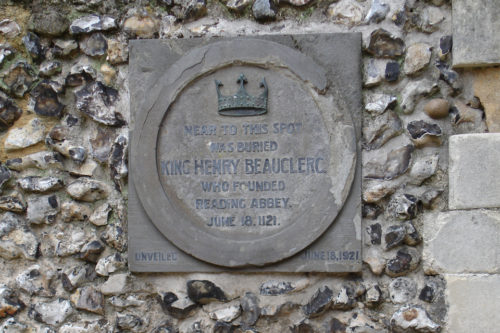 NEAR TO THIS SPOT
WAS BURIED
KING HENRY BEAUCLERC.
WHO FOUNDED
READING ABBEY.
JUNE 18. 1121.
UNVEILED JUNE 18. 1921